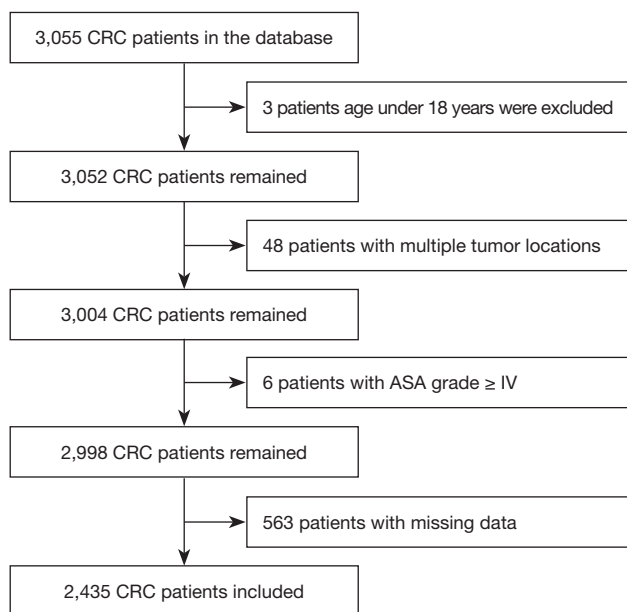 3,055 CRC patients in the database
3 patients age under 18 years were excluded
3,052 CRC patients remained
48 patients with multiple tumor locations
3,004 CRC patients remained
6 patients with ASA grade ≥ IV
2,998 CRC patients remained
563 patients with missing data
2,435 CRC patients included